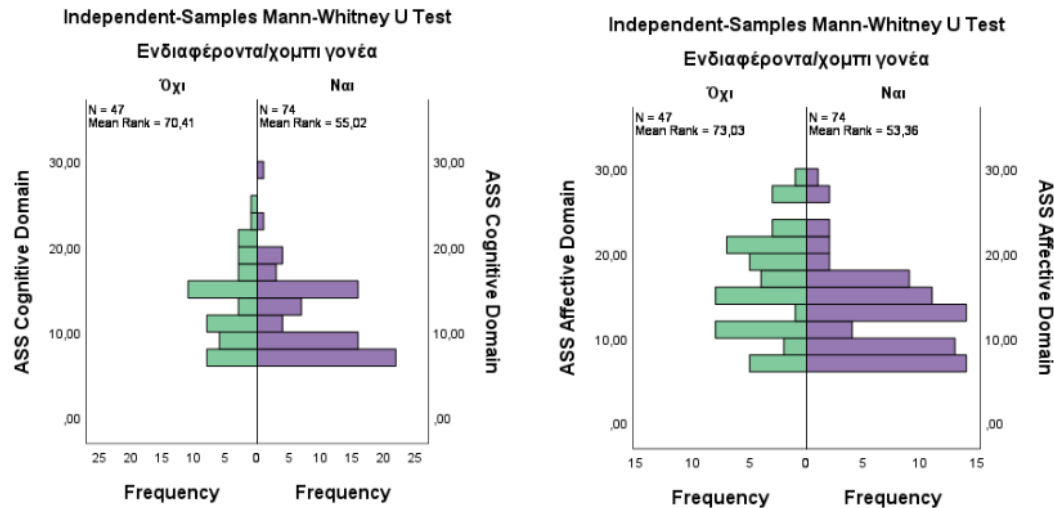 Independent-Samples Mann-Whitney U Test
Ενδιαφέροντα/χομπι γονέα
Όχι
Ναι
N = 47
Mean Rank = 70,41
N = 74
Mean Rank = 55,02
ASS Cognitive Domain
30,00
20,00
10,00
,00
30,00
20,00
10,00
,00
ASS Cognitive Domain
25 20 15 10 5 0 0 5 10 15 20 25
Frequency
Frequency
Independent-Samples Mann-Whitney U Test
Ενδιαφέροντα/χομπι γονέα
Όχι
Ναι
N = 47
Mean Rank = 73,03
N = 74
Mean Rank = 53,36
ASS Affective Domain
30,00
20,00
10,00
,00
30,00
20,00
10,00
,00
ASS Affective Domain
15 10 5 0 0 5 10 15
Frequency
Frequency